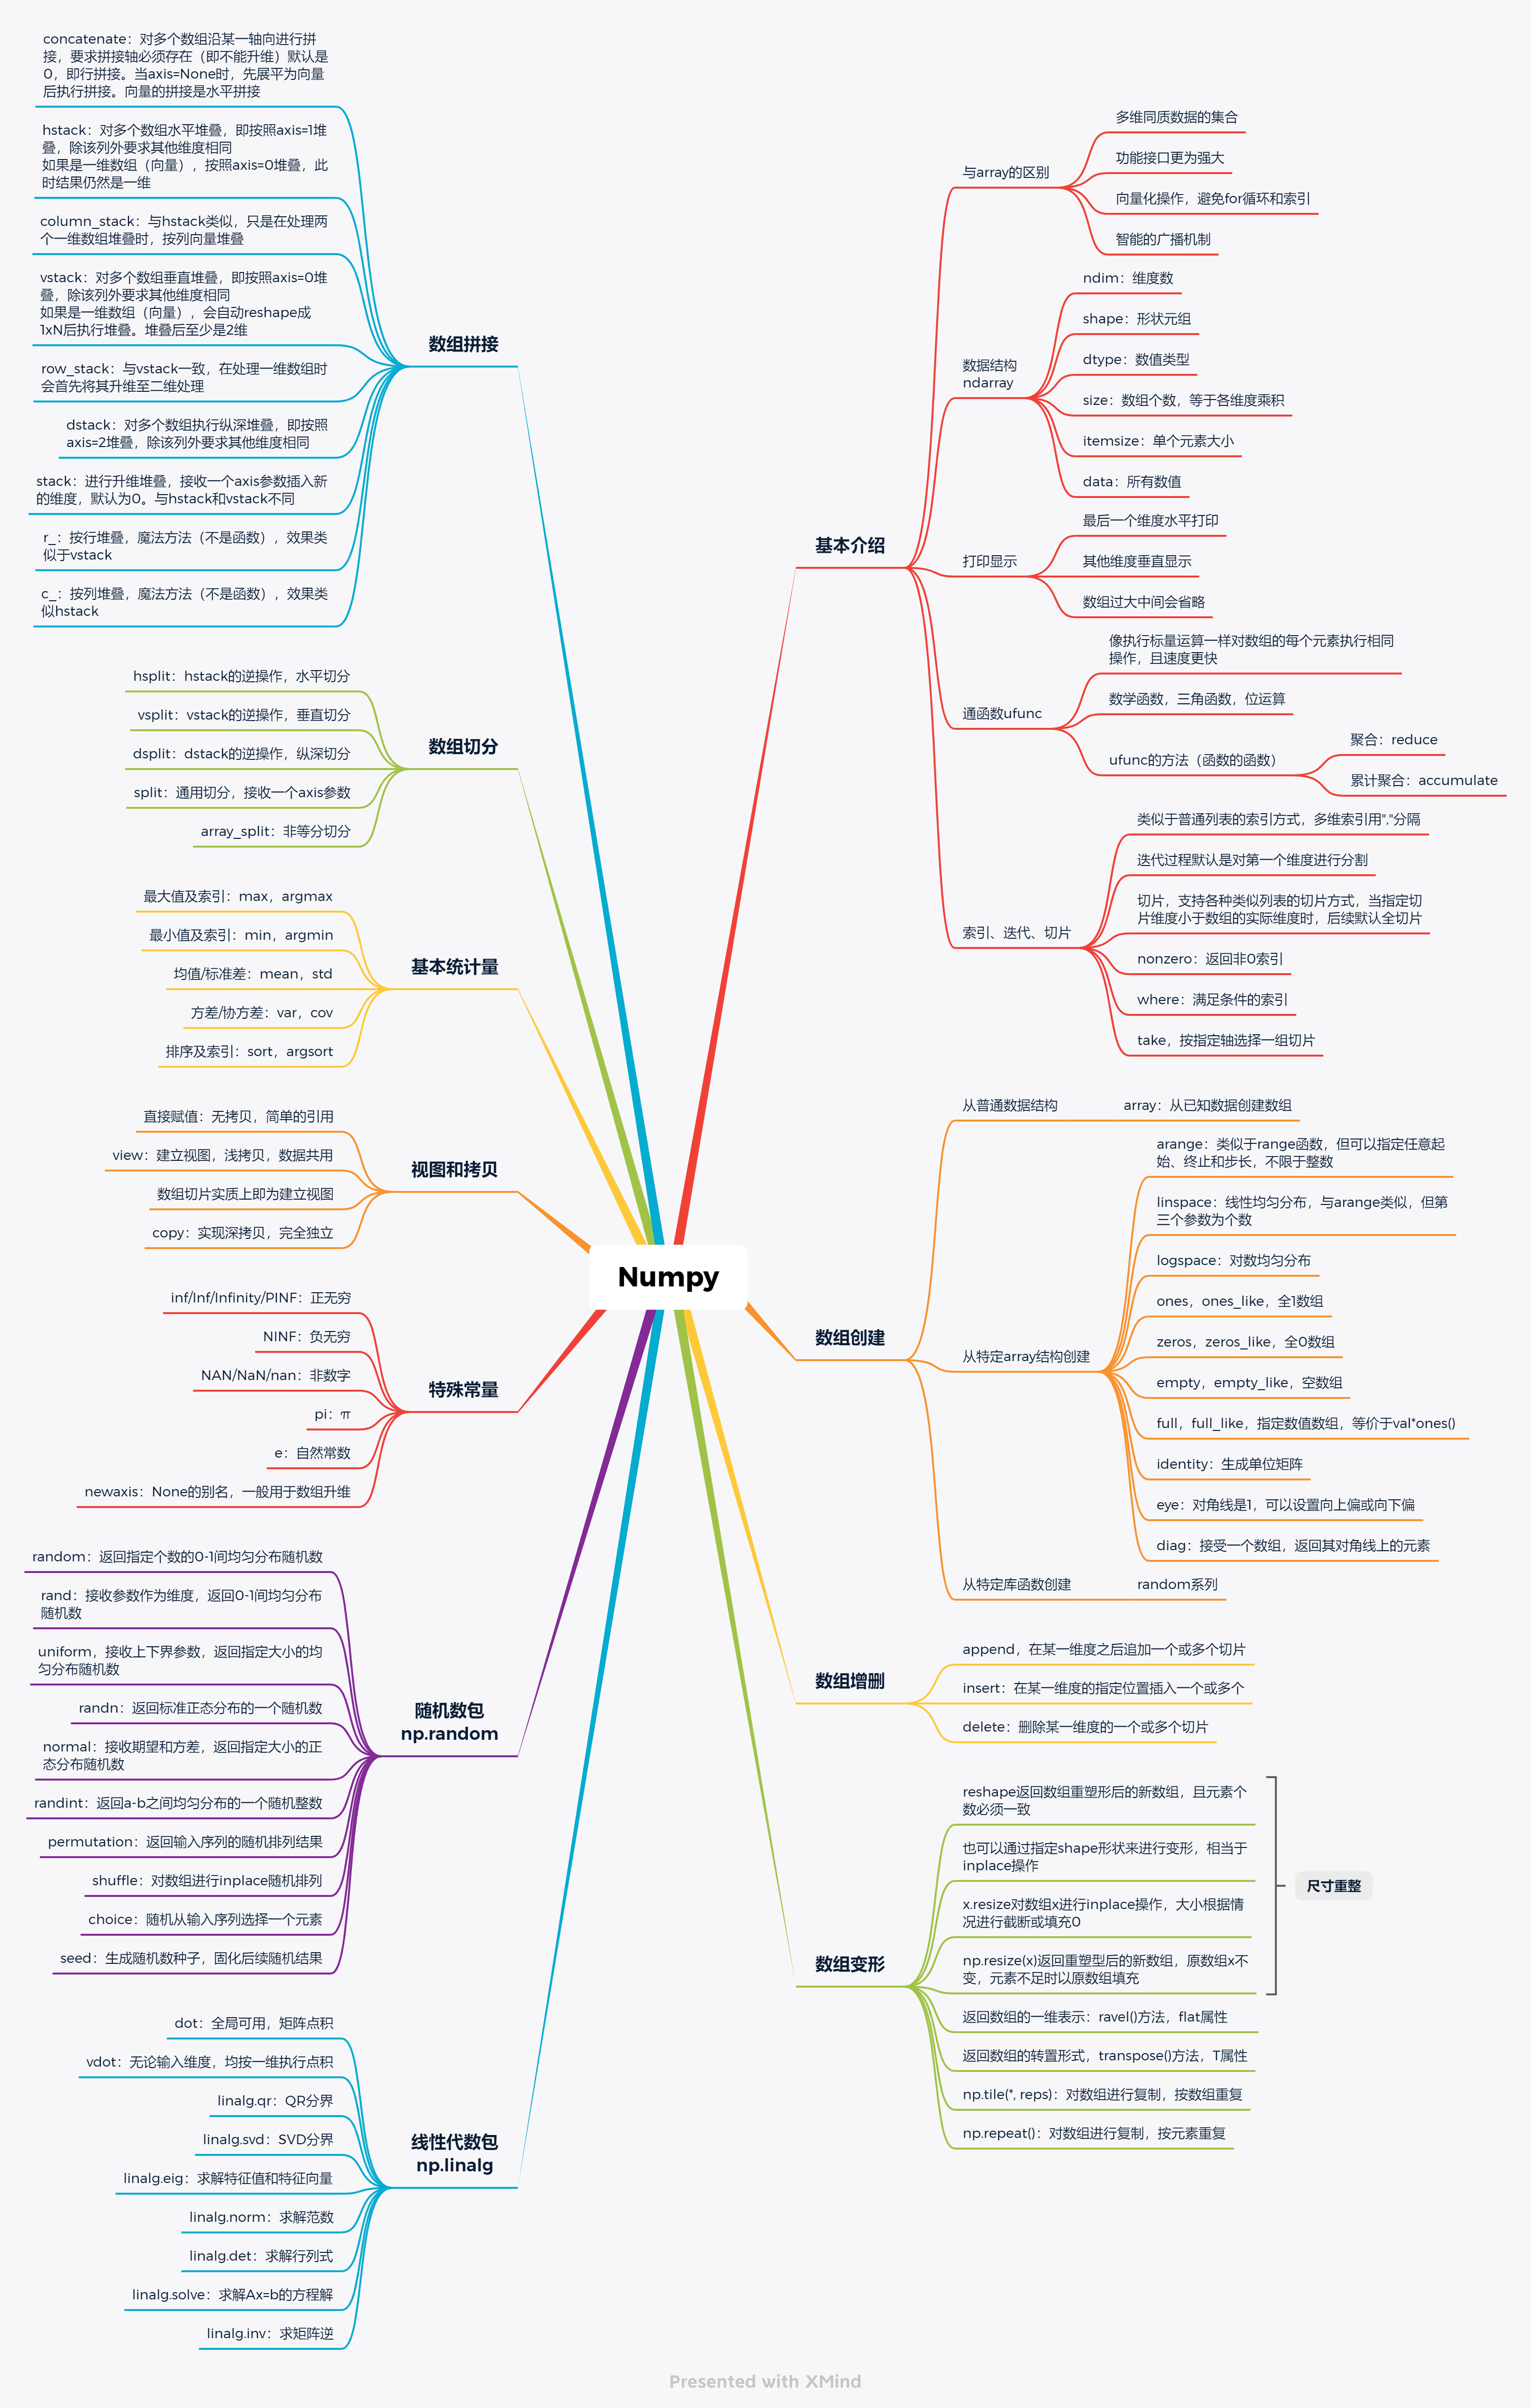 Numpy
基本介绍
与array的区别
多维同质数据的集合
功能接口更为强大
向量化操作，避免for循环和索引
智能的广播机制
数据结构
ndarray
ndim：维度数
shape：形状元组
dtype：数值类型
size：数组个数，等于各维度乘积
itemsize：单个元素大小
data：所有数值
打印显示
最后一个维度水平打印
其他维度垂直显示
数组过大中间会省略
通函数ufunc
像执行标量运算一样对数组的每个元素执行相同
操作，且速度更快
数学函数，三角函数，位运算
ufunc的方法（函数的函数）
聚合：reduce
累计聚合：accumulate
索引、迭代、切片
类似于普通列表的索引方式，多维索引用","分隔
迭代过程默认是对第一个维度进行分割
切片，支持各种类似列表的切片方式，当指定切
片维度小于数组的实际维度时，后续默认全切片
nonzero：返回非0索引
where：满足条件的索引
take，按指定轴选择一组切片
数组创建
从普通数据结构
array：从已知数据创建数组
从特定array结构创建
arange：类似于range函数，但可以指定任意起
始、终止和步长，不限于整数
linspace：线性均匀分布，与arange类似，但第
三个参数为个数
logspace：对数均匀分布
ones，ones_like，全1数组
zeros，zeros_like，全0数组
empty，empty_like，空数组
full，full_like，指定数值数组，等价于val*ones()
identity：生成单位矩阵
eye：对角线是1，可以设置向上偏或向下偏
diag：接受一个数组，返回其对角线上的元素
从特定库函数创建
random系列
数组增删
append，在某一维度之后追加一个或多个切片
insert：在某一维度的指定位置插入一个或多个
delete：删除某一维度的一个或多个切片
数组变形
reshape返回数组重塑形后的新数组，且元素个
数必须一致
也可以通过指定shape形状来进行变形，相当于
inplace操作
x.resize对数组x进行inplace操作，大小根据情
况进行截断或填充0
np.resize(x)返回重塑型后的新数组，原数组x不
变，元素不足时以原数组填充
尺寸重整
返回数组的一维表示：ravel()方法，flat属性
返回数组的转置形式，transpose()方法，T属性
np.tile(*, reps)：对数组进行复制，按数组重复
np.repeat()：对数组进行复制，按元素重复
数组拼接
concatenate：对多个数组沿某一轴向进行拼
接，要求拼接轴必须存在（即不能升维）默认是
0，即行拼接。当axis=None时，先展平为向量
后执行拼接。向量的拼接是水平拼接
hstack：对多个数组水平堆叠，即按照axis=1堆
叠，除该列外要求其他维度相同
如果是一维数组（向量），按照axis=0堆叠，此
时结果仍然是一维
column_stack：与hstack类似，只是在处理两
个一维数组堆叠时，按列向量堆叠
vstack：对多个数组垂直堆叠，即按照axis=0堆
叠，除该列外要求其他维度相同
如果是一维数组（向量），会自动reshape成
1xN后执行堆叠。堆叠后至少是2维
row_stack：与vstack一致，在处理一维数组时
会首先将其升维至二维处理
dstack：对多个数组执行纵深堆叠，即按照
axis=2堆叠，除该列外要求其他维度相同
stack：进行升维堆叠，接收一个axis参数插入新
的维度，默认为0。与hstack和vstack不同
r_：按行堆叠，魔法方法（不是函数），效果类
似于vstack
c_：按列堆叠，魔法方法（不是函数），效果类
似hstack
数组切分
hsplit：hstack的逆操作，水平切分
vsplit：vstack的逆操作，垂直切分
dsplit：dstack的逆操作，纵深切分
split：通用切分，接收一个axis参数
array_split：非等分切分
基本统计量
最大值及索引：max，argmax
最小值及索引：min，argmin
均值/标准差：mean，std
方差/协方差：var，cov
排序及索引：sort，argsort
视图和拷贝
直接赋值：无拷贝，简单的引用
view：建立视图，浅拷贝，数据共用
数组切片实质上即为建立视图
copy：实现深拷贝，完全独立
特殊常量
inf/Inf/Infinity/PINF：正无穷
NINF：负无穷
NAN/NaN/nan：非数字
pi：π
e：自然常数
newaxis：None的别名，一般用于数组升维
随机数包
np.random
random：返回指定个数的0-1间均匀分布随机数
rand：接收参数作为维度，返回0-1间均匀分布
随机数
uniform，接收上下界参数，返回指定大小的均
匀分布随机数
randn：返回标准正态分布的一个随机数
normal：接收期望和方差，返回指定大小的正
态分布随机数
randint：返回a-b之间均匀分布的一个随机整数
permutation：返回输入序列的随机排列结果
shuffle：对数组进行inplace随机排列
choice：随机从输入序列选择一个元素
seed：生成随机数种子，固化后续随机结果
线性代数包
np.linalg
dot：全局可用，矩阵点积
vdot：无论输入维度，均按一维执行点积
linalg.qr：QR分界
linalg.svd：SVD分界
linalg.eig：求解特征值和特征向量
linalg.norm：求解范数
linalg.det：求解行列式
linalg.solve：求解Ax=b的方程解
linalg.inv：求矩阵逆
Presented with XMind